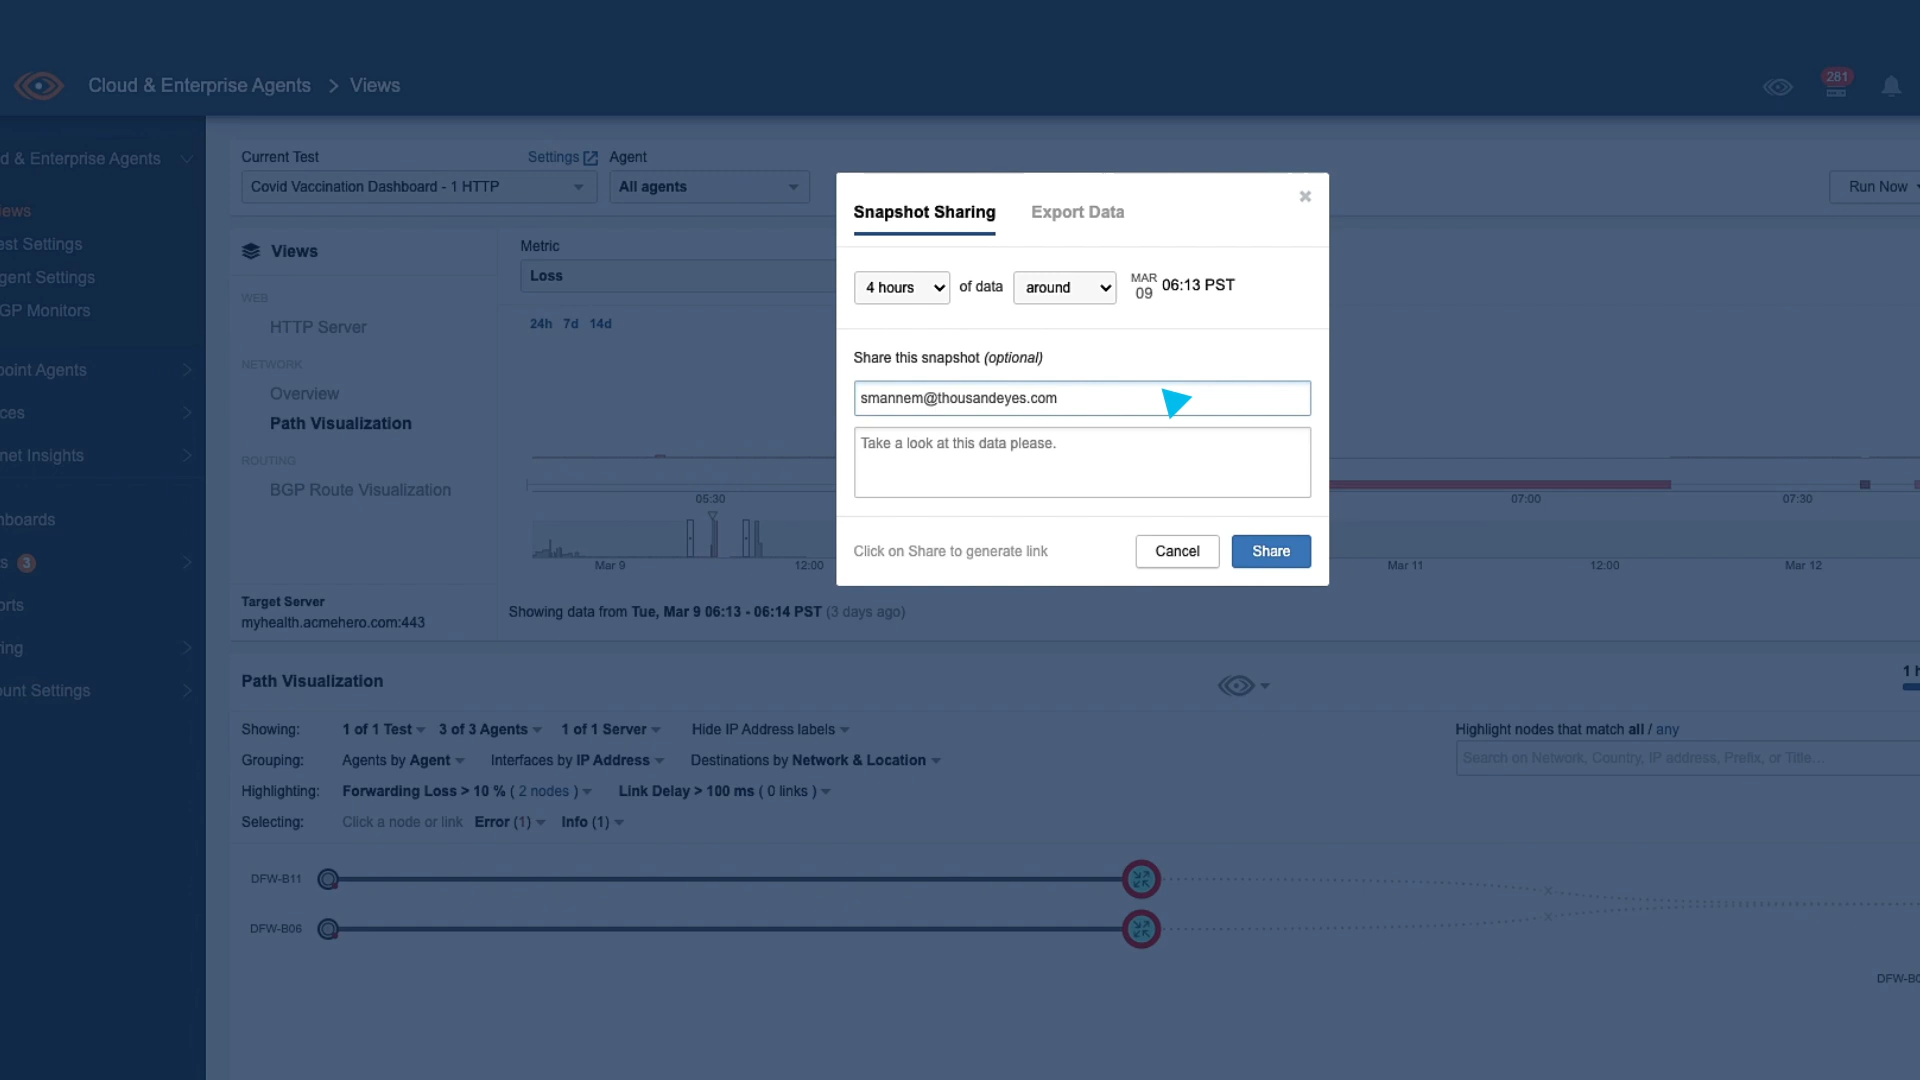 Cloud & Enterprise Agents > Views
281
d & Enterprise Agents
iews
est Settings
gent Settings
GP Monitors
point Agents
ces
net Insights
hboards
s 3
orts
ring
ount Settings
Current Test
Settings
Agent
Covid Vaccination Dashboard - 1 HTTP
All agents
Run Now
Views
WEB
HTTP Server
NETWORK
Overview
Path Visualization
ROUTING
BGP Route Visualization
Target Server
myhealth.acmehero.com:443
Metric
Loss
24h 7d 14d
05:30
07:00
07:30
Mar 9
12:00
Mar 11
12:00
Mar 12
Showing data from Tue, Mar 9 06:13 - 06:14 PST (3 days ago)
Snapshot Sharing
Export Data
4 hours of data around MAR 09 06:13 PST
Share this snapshot (optional)
smannem@thousandeyes.com
Take a look at this data please.
Click on Share to generate link
Cancel
Share
Path Visualization
1 h
Showing: 1 of 1 Test 3 of 3 Agents 1 of 1 Server Hide IP Address labels
Grouping: Agents by Agent Interfaces by IP Address Destinations by Network & Location
Highlighting: Forwarding Loss > 10 % ( 2 nodes ) Link Delay > 100 ms ( 0 links )
Selecting: Click a node or link Error (1) Info (1)
Highlight nodes that match all / any
Search on Network, Country, IP address, Prefix, or Title...
DFW-B11
DFW-B06
DFW-B0